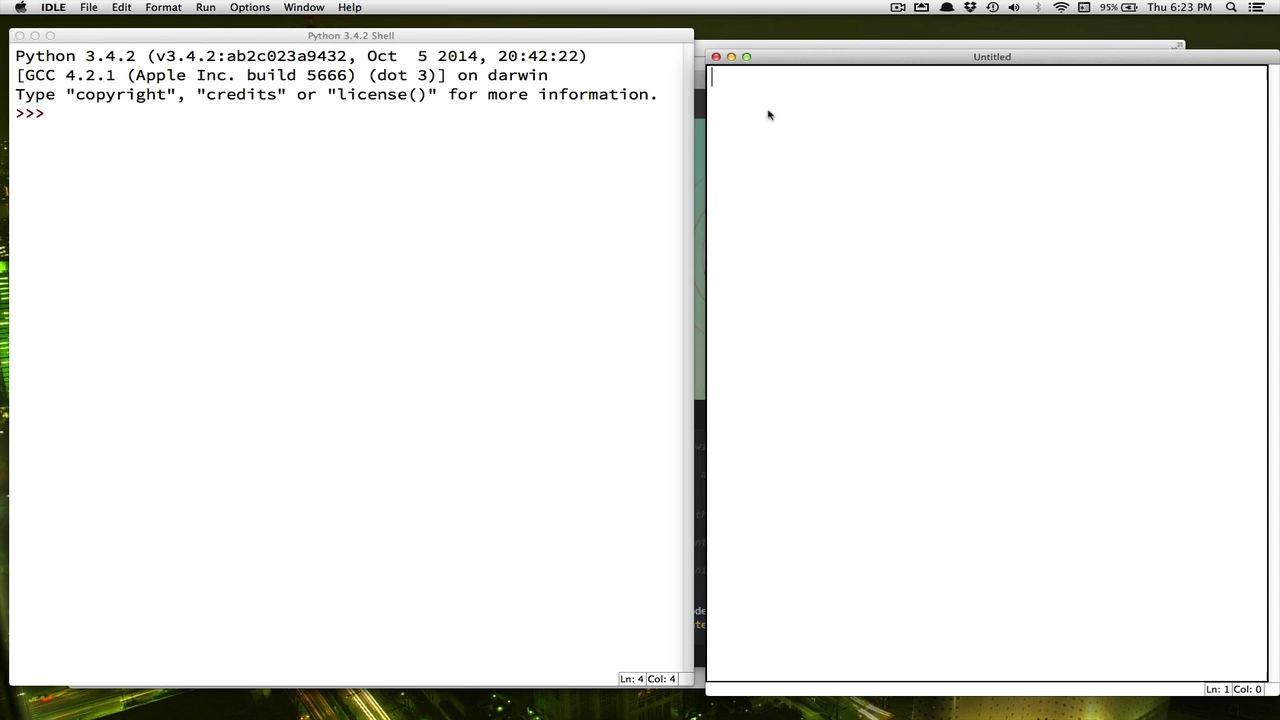 IDLE File Edit Format Run Options Window Help 95% Thu 6:23 PM
Python 3.4.2 Shell
Python 3.4.2 (v3.4.2:ab2c023a9432, Oct  5 2014, 20:42:22)
[GCC 4.2.1 (Apple Inc. build 5666) (dot 3)] on darwin
Type "copyright", "credits" or "license()" for more information.
>>>
Ln: 4 Col: 4
Untitled
Ln: 1 Col: 0